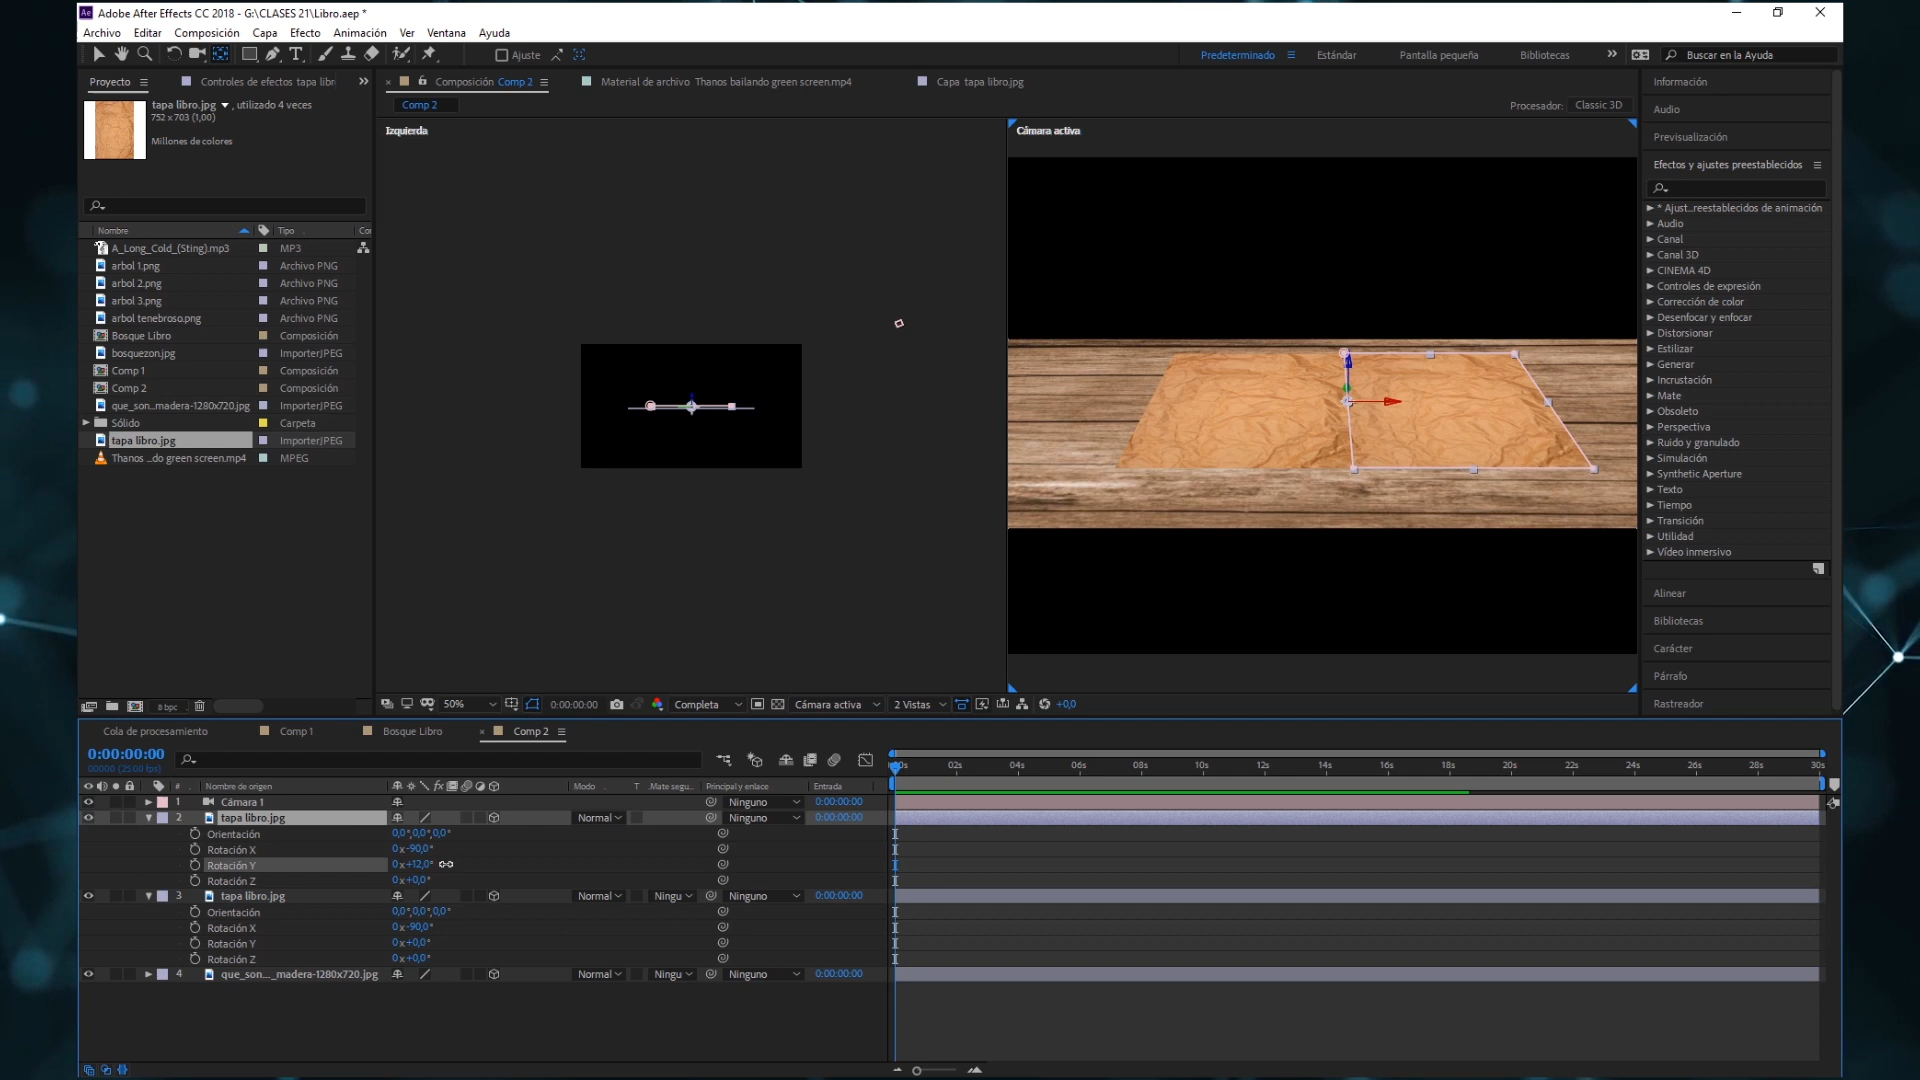 Adobe After Effects CC 2018 - G:\CLASES 21\Libro.aep *
Archivo Editar Composición Capa Efecto Animación Ver Ventana Ayuda
Ajuste Predeterminado Estándar Pantalla pequeña Bibliotecas Buscar en la Ayuda
Proyecto Controles de efectos tapa libr Composición Comp 2 Material de archivo Thanos bailando green screen.mp4 Capa tapa libro.jpg Información
tapa libro.jpg , utilizado 4 veces Comp 2 Procesador: Classic 3D Audio
752 x 703 (1,00)
Izquierda Cámara activa
Millones de colores Previsualización
Efectos y ajustes preestablecidos
* Ajust...reestablecidos de animación
Audio
Canal
Canal 3D
CINEMA 4D
Controles de expresión
Corrección de color
Desenfocar y enfocar
Distorsionar
Estilizar
Generar
Incrustación
Mate
Obsoleto
Perspectiva
Ruido y granulado
Simulación
Synthetic Aperture
Texto
Tiempo
Transición
Utilidad
Vídeo inmersivo
Alinear
Bibliotecas
Carácter
Párrafo
Rastreador
Nombre Tipo Co
A_Long_Cold_(Sting).mp3 MP3
arbol 1.png Archivo PNG
arbol 2.png Archivo PNG
arbol 3.png Archivo PNG
arbol tenebroso.png Archivo PNG
Bosque Libro Composición
bosquezon.jpg ImporterJPEG
Comp 1 Composición
Comp 2 Composición
que_son..madera-1280x720.jpg ImporterJPEG
Sólido Carpeta
tapa libro.jpg ImporterJPEG
Thanos ...do green screen.mp4 MPEG
8 bpc 50% 0:00:00:00 Completa Cámara activa 2 Vistas +0,0
Cola de procesamiento Comp 1 Bosque Libro Comp 2
0:00:00:00
00000 (25.00 fps)
02s 04s 06s 08s 10s 12s 14s 16s 18s 20s 22s 24s 26s 28s 30s
# Nombre de origen Modo T .Mate segu... Principal y enlace Entrada
1 Cámara 1 Ninguno 0:00:00:00
2 tapa libro.jpg Normal Ninguno 0:00:00:00
Orientación 0,0°,0,0°,0,0°
Rotación X 0 x -90,0°
Rotación Y 0 x +12,0°
Rotación Z 0 x +0,0°
3 tapa libro.jpg Normal Ningu Ninguno 0:00:00:00
Orientación 0,0°,0,0°,0,0°
Rotación X 0 x -90,0°
Rotación Y 0 x +0,0°
Rotación Z 0 x +0,0°
4 que_son..._madera-1280x720.jpg Normal Ningu Ninguno 0:00:00:00